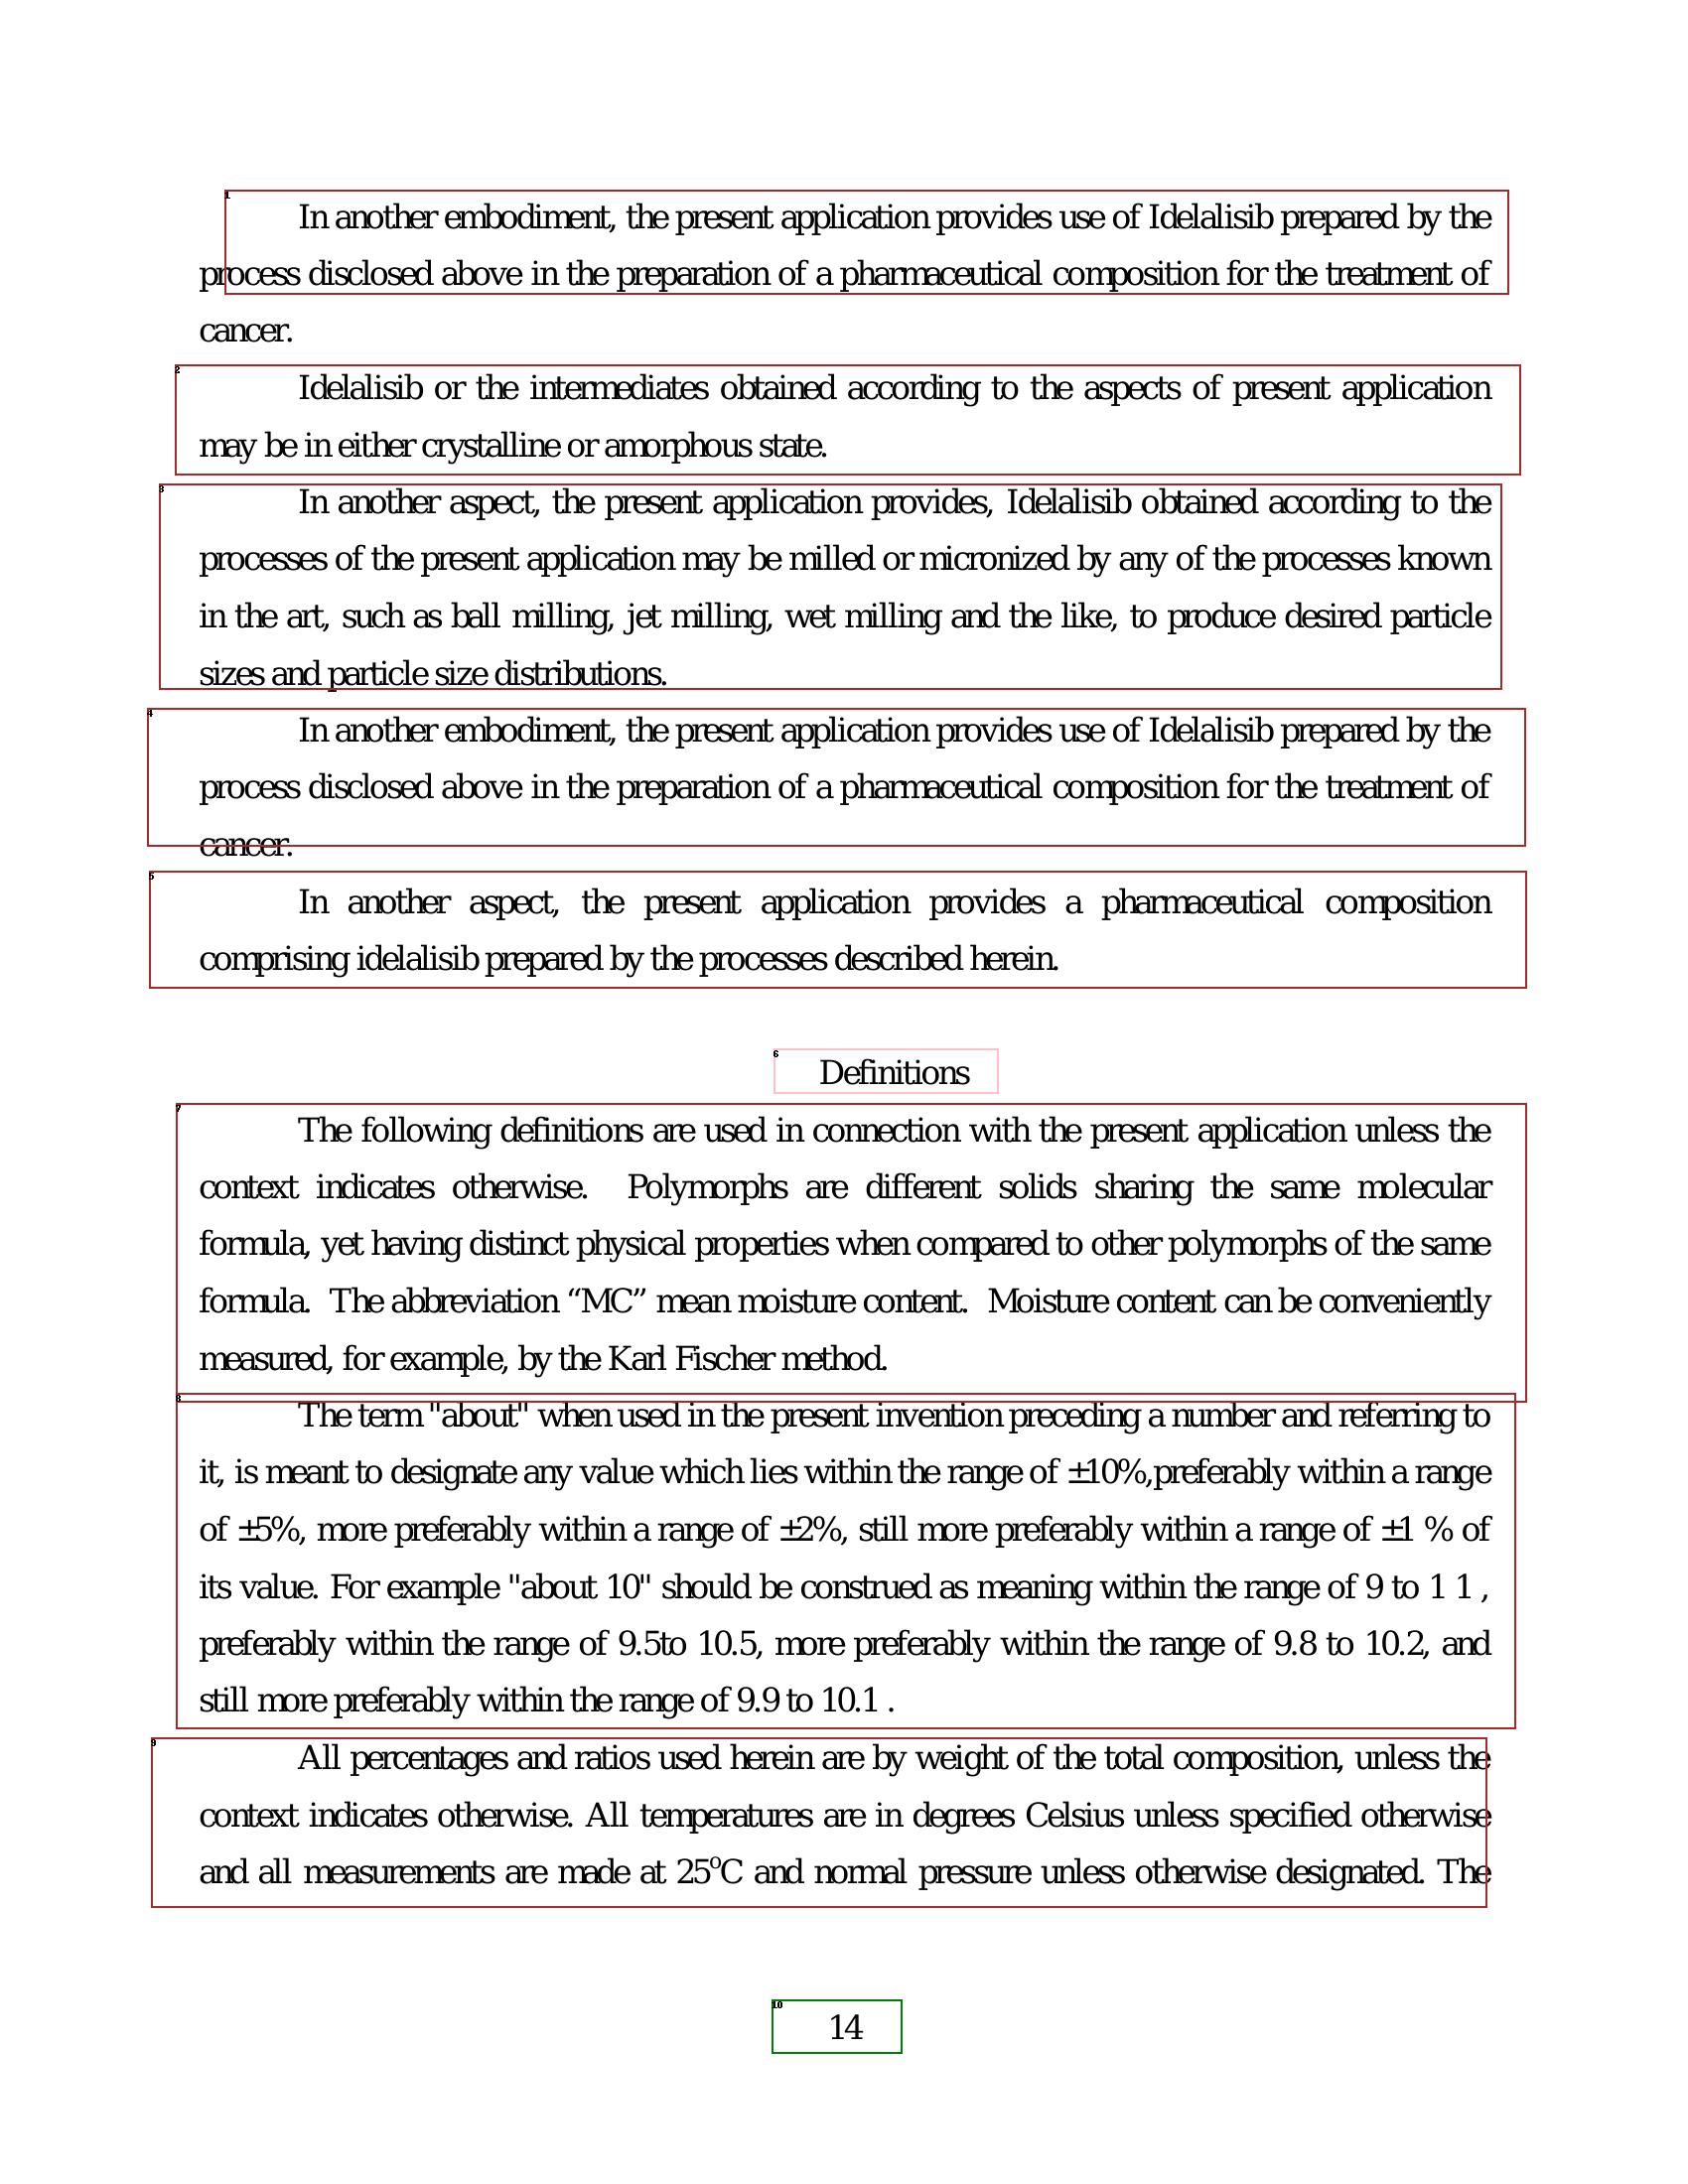 In another embodiment, the present application provides use of Idelalisib prepared by the
process disclosed above in the preparation of a pharmaceutical composition for the treatment of
cancer.
Idelalisib or the intermediates obtained according to the aspects of present application
may be in either crystalline or amorphous state.
In another aspect, the present application provides, Idelalisib obtained according to the
processes of the present application may be milled or micronized by any of the processes known
in the art, such as ball milling, jet milling, wet milling and the like, to produce desired particle
sizes and particle size distributions.
In another embodiment, the present application provides use of Idelalisib prepared by the
process disclosed above in the preparation of a pharmaceutical composition for the treatment of
cancer.
In another aspect, the present application provides a pharmaceutical composition
comprising idelalisib prepared by the processes described herein.
Definitions
The following definitions are used in connection with the present application unless the
context indicates otherwise.  Polymorphs are different solids sharing the same molecular
formula, yet having distinct physical properties when compared to other polymorphs of the same
formula.  The abbreviation “MC” mean moisture content.  Moisture content can be conveniently
measured, for example, by the Karl Fischer method.
The term "about" when used in the present invention preceding a number and referring to
it, is meant to designate any value which lies within the range of ±10%,preferably within a range
of ±5%, more preferably within a range of ±2%, still more preferably within a range of ±1 % of
its value. For example "about 10" should be construed as meaning within the range of 9 to 1 1 ,
preferably within the range of 9.5to 10.5, more preferably within the range of 9.8 to 10.2, and
still more preferably within the range of 9.9 to 10.1 .
All percentages and ratios used herein are by weight of the total composition, unless the
context indicates otherwise. All temperatures are in degrees Celsius unless specified otherwise
and all measurements are made at 25ºC and normal pressure unless otherwise designated. The
14